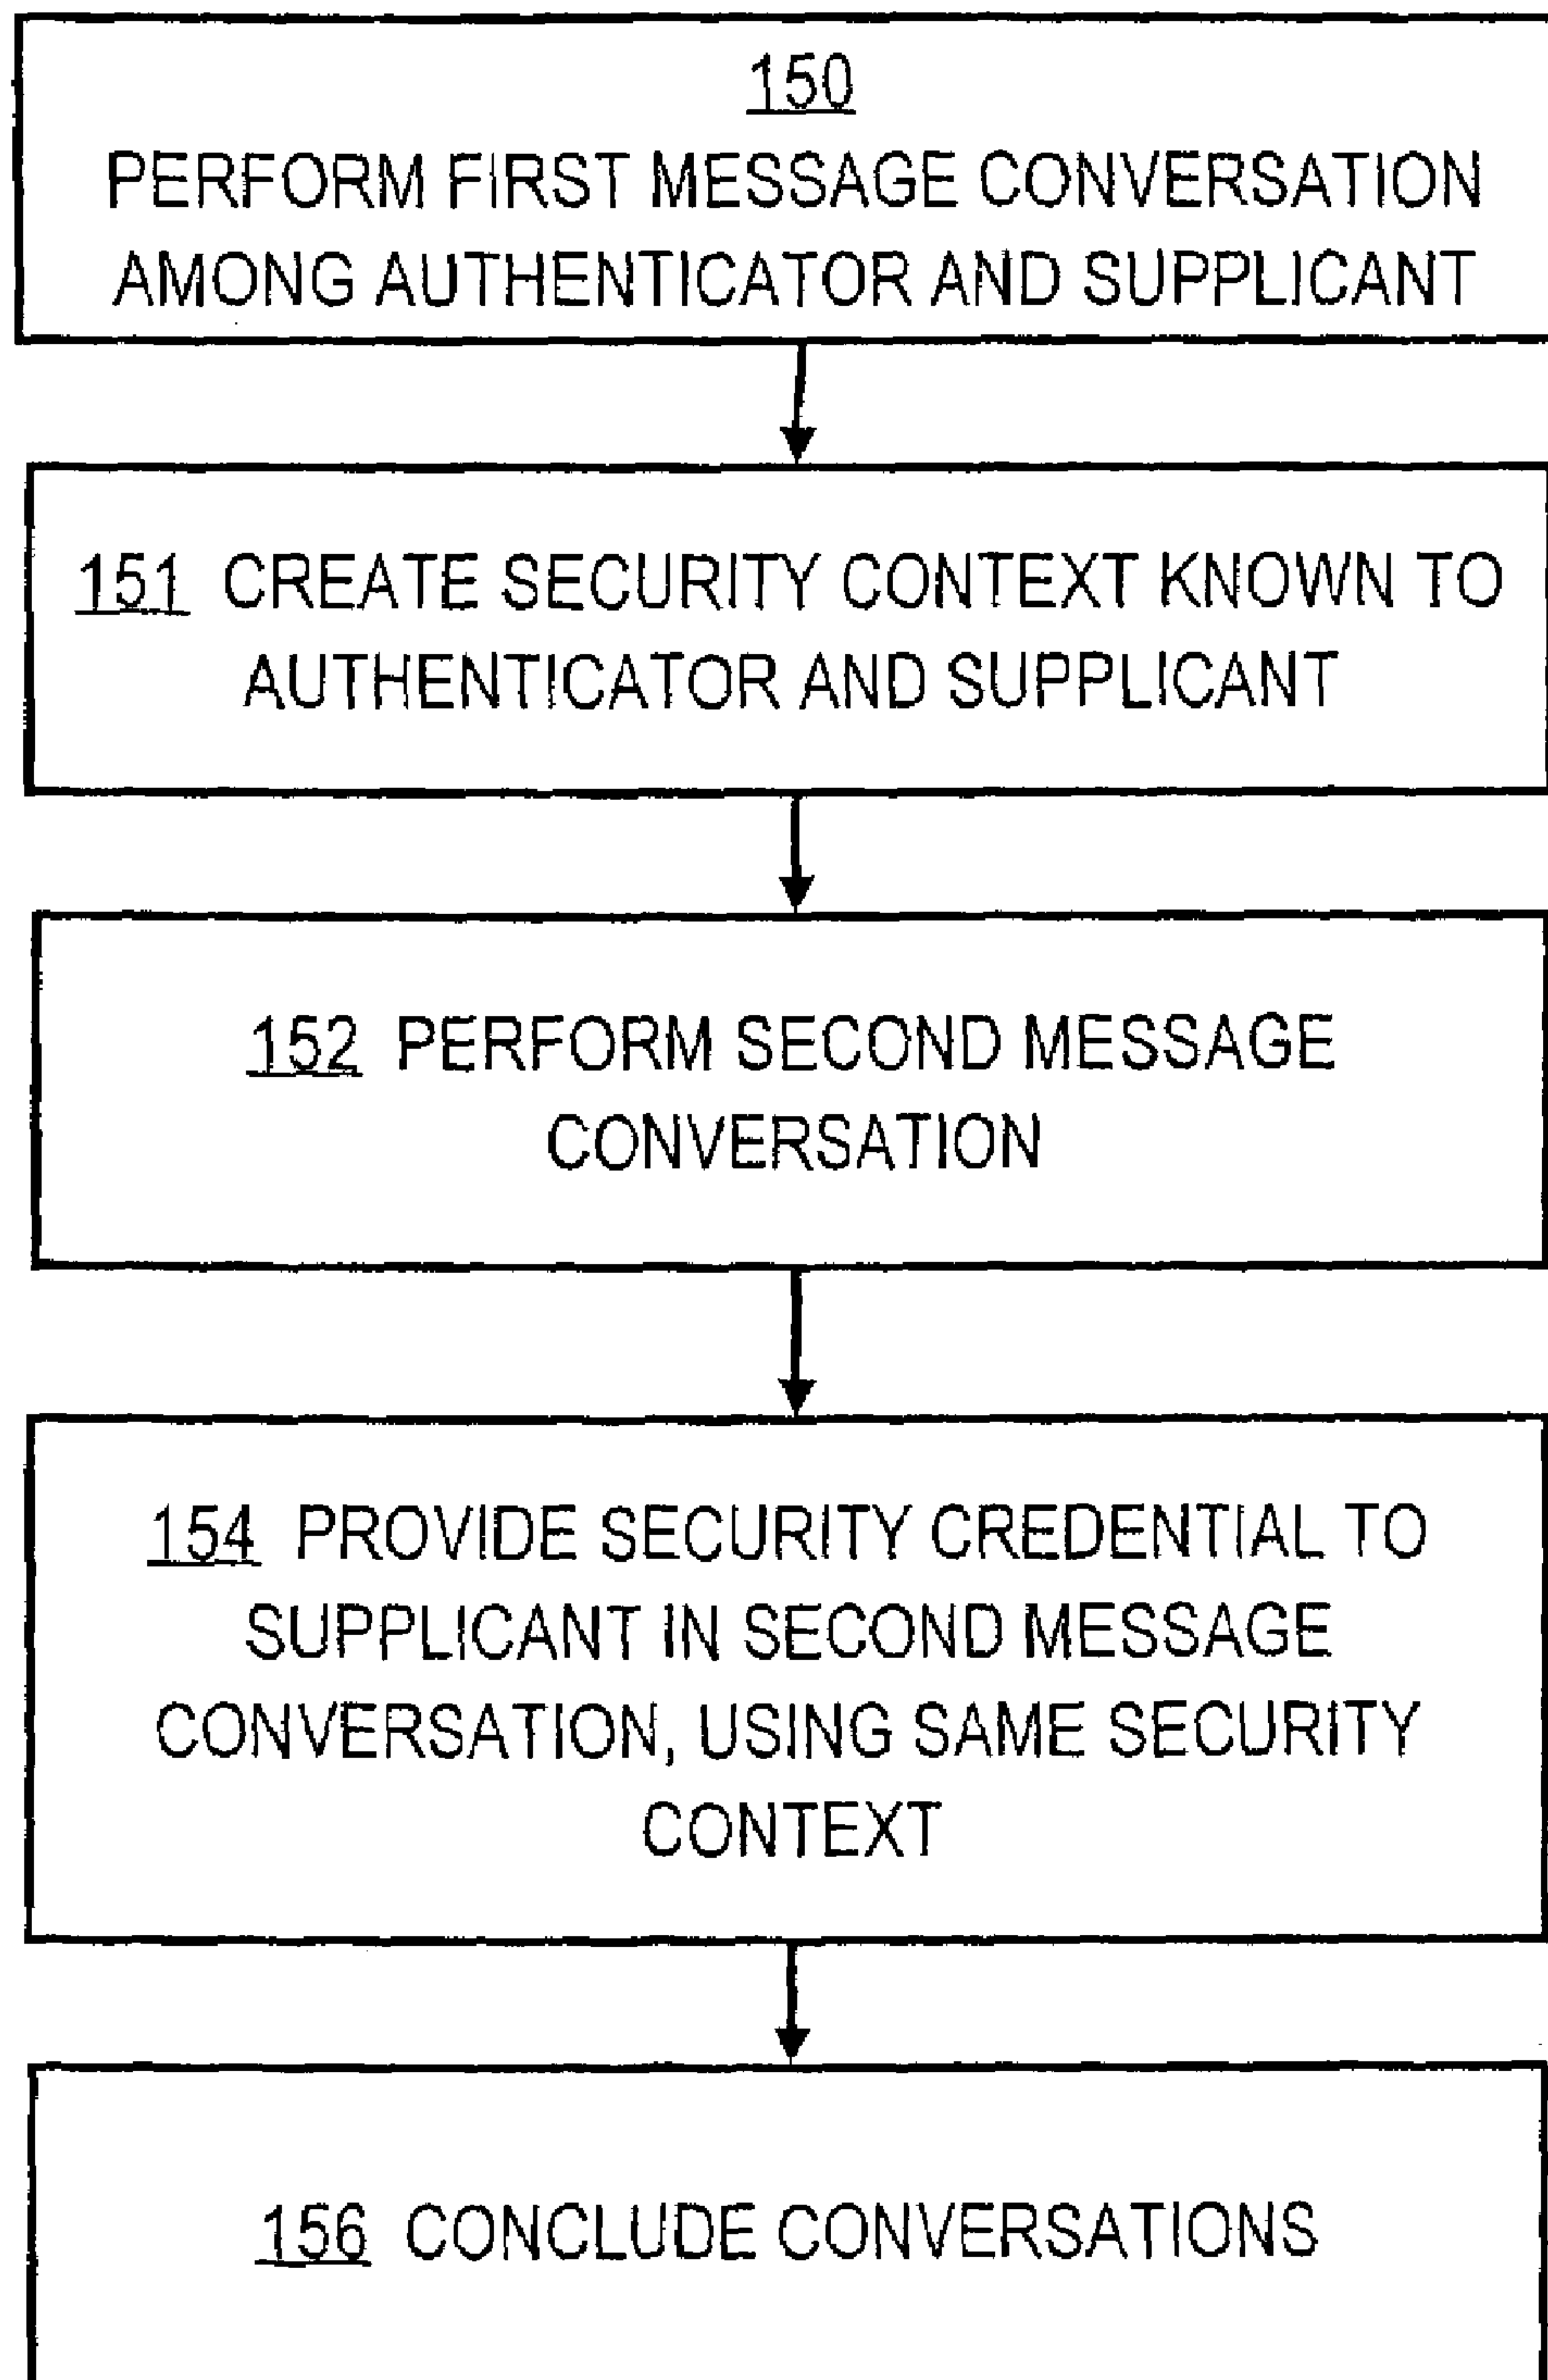 150
PERFORM FIRST MESSAGE CONVERSATION
AMONG AUTHENTICATOR AND SUPPLICANT
151 CREATE SECURITY CONTEXT KNOWN TO
AUTHENTICATOR AND SUPPLICANT
152 PERFORM SECOND MESSAGE
CONVERSATION
154 PROVIDE SECURITY CREDENTIAL TO
SUPPLICANT IN SECOND MESSAGE
CONVERSATION, USING SAME SECURITY
CONTEXT
156 CONCLUDE CONVERSATIONS